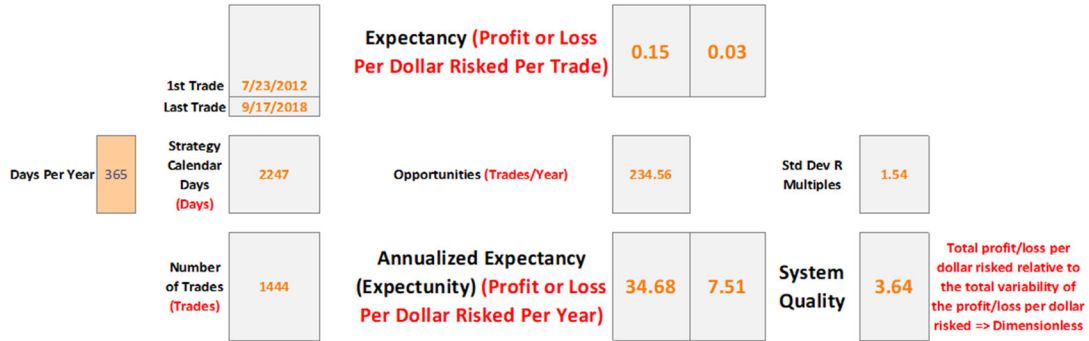 Expectancy (Profit or Loss
Per Dollar Risked Per Trade)
0.15 0.03
1st Trade 7/23/2012
Last Trade 9/17/2018
Days Per Year 365
Strategy
Calendar
Days
(Days)
2247
Opportunities (Trades/Year)
234.56
Std Dev R
Multiples
1.54
Number
of Trades
(Trades)
1444
Annualized Expectancy
(Expectunity) (Profit or Loss
Per Dollar Risked Per Year)
34.68 7.51
System
Quality
3.64
Total profit/loss per
dollar risked relative to
the total variability of
the profit/loss per dollar
risked => Dimensionless